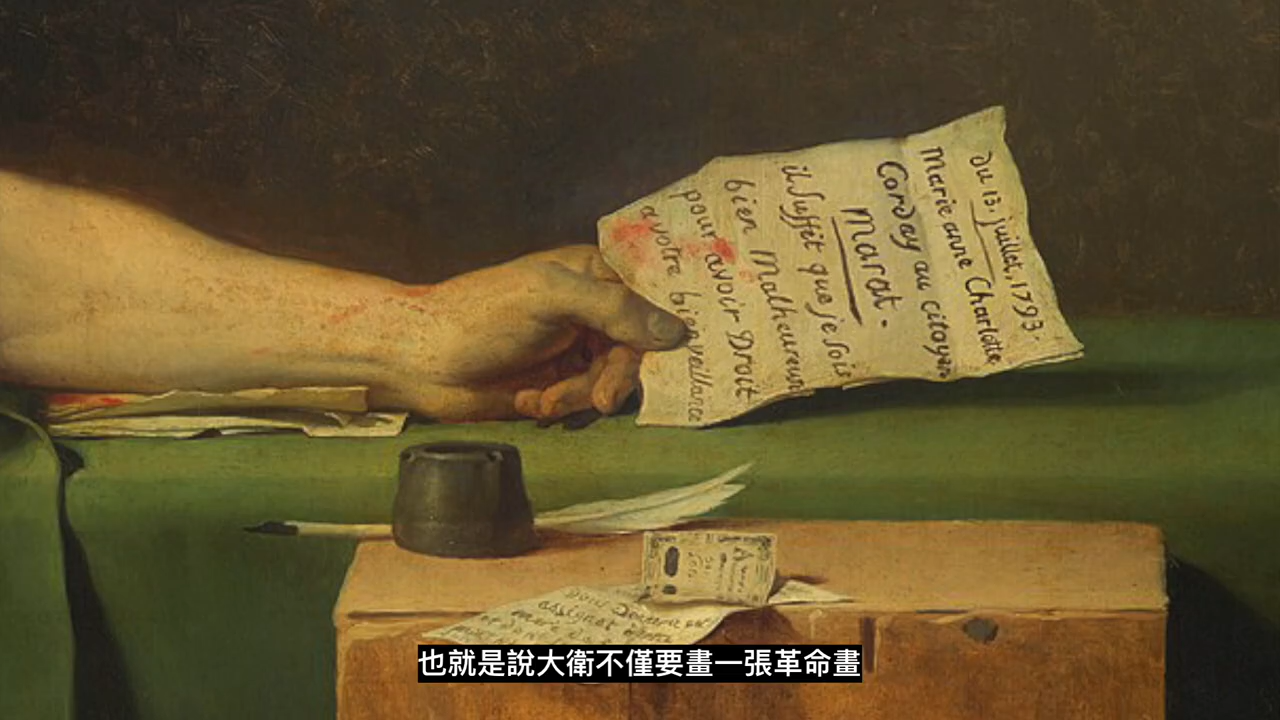 du 13. juillet, 1793.
Marie anne Charlotte
Corday au citoyen
Marat.
il suffit que je sois
bien Malheureuse
pour avoir Droit
a votre bienveillance
assignat
也就是說大衛不僅要畫一張革命畫